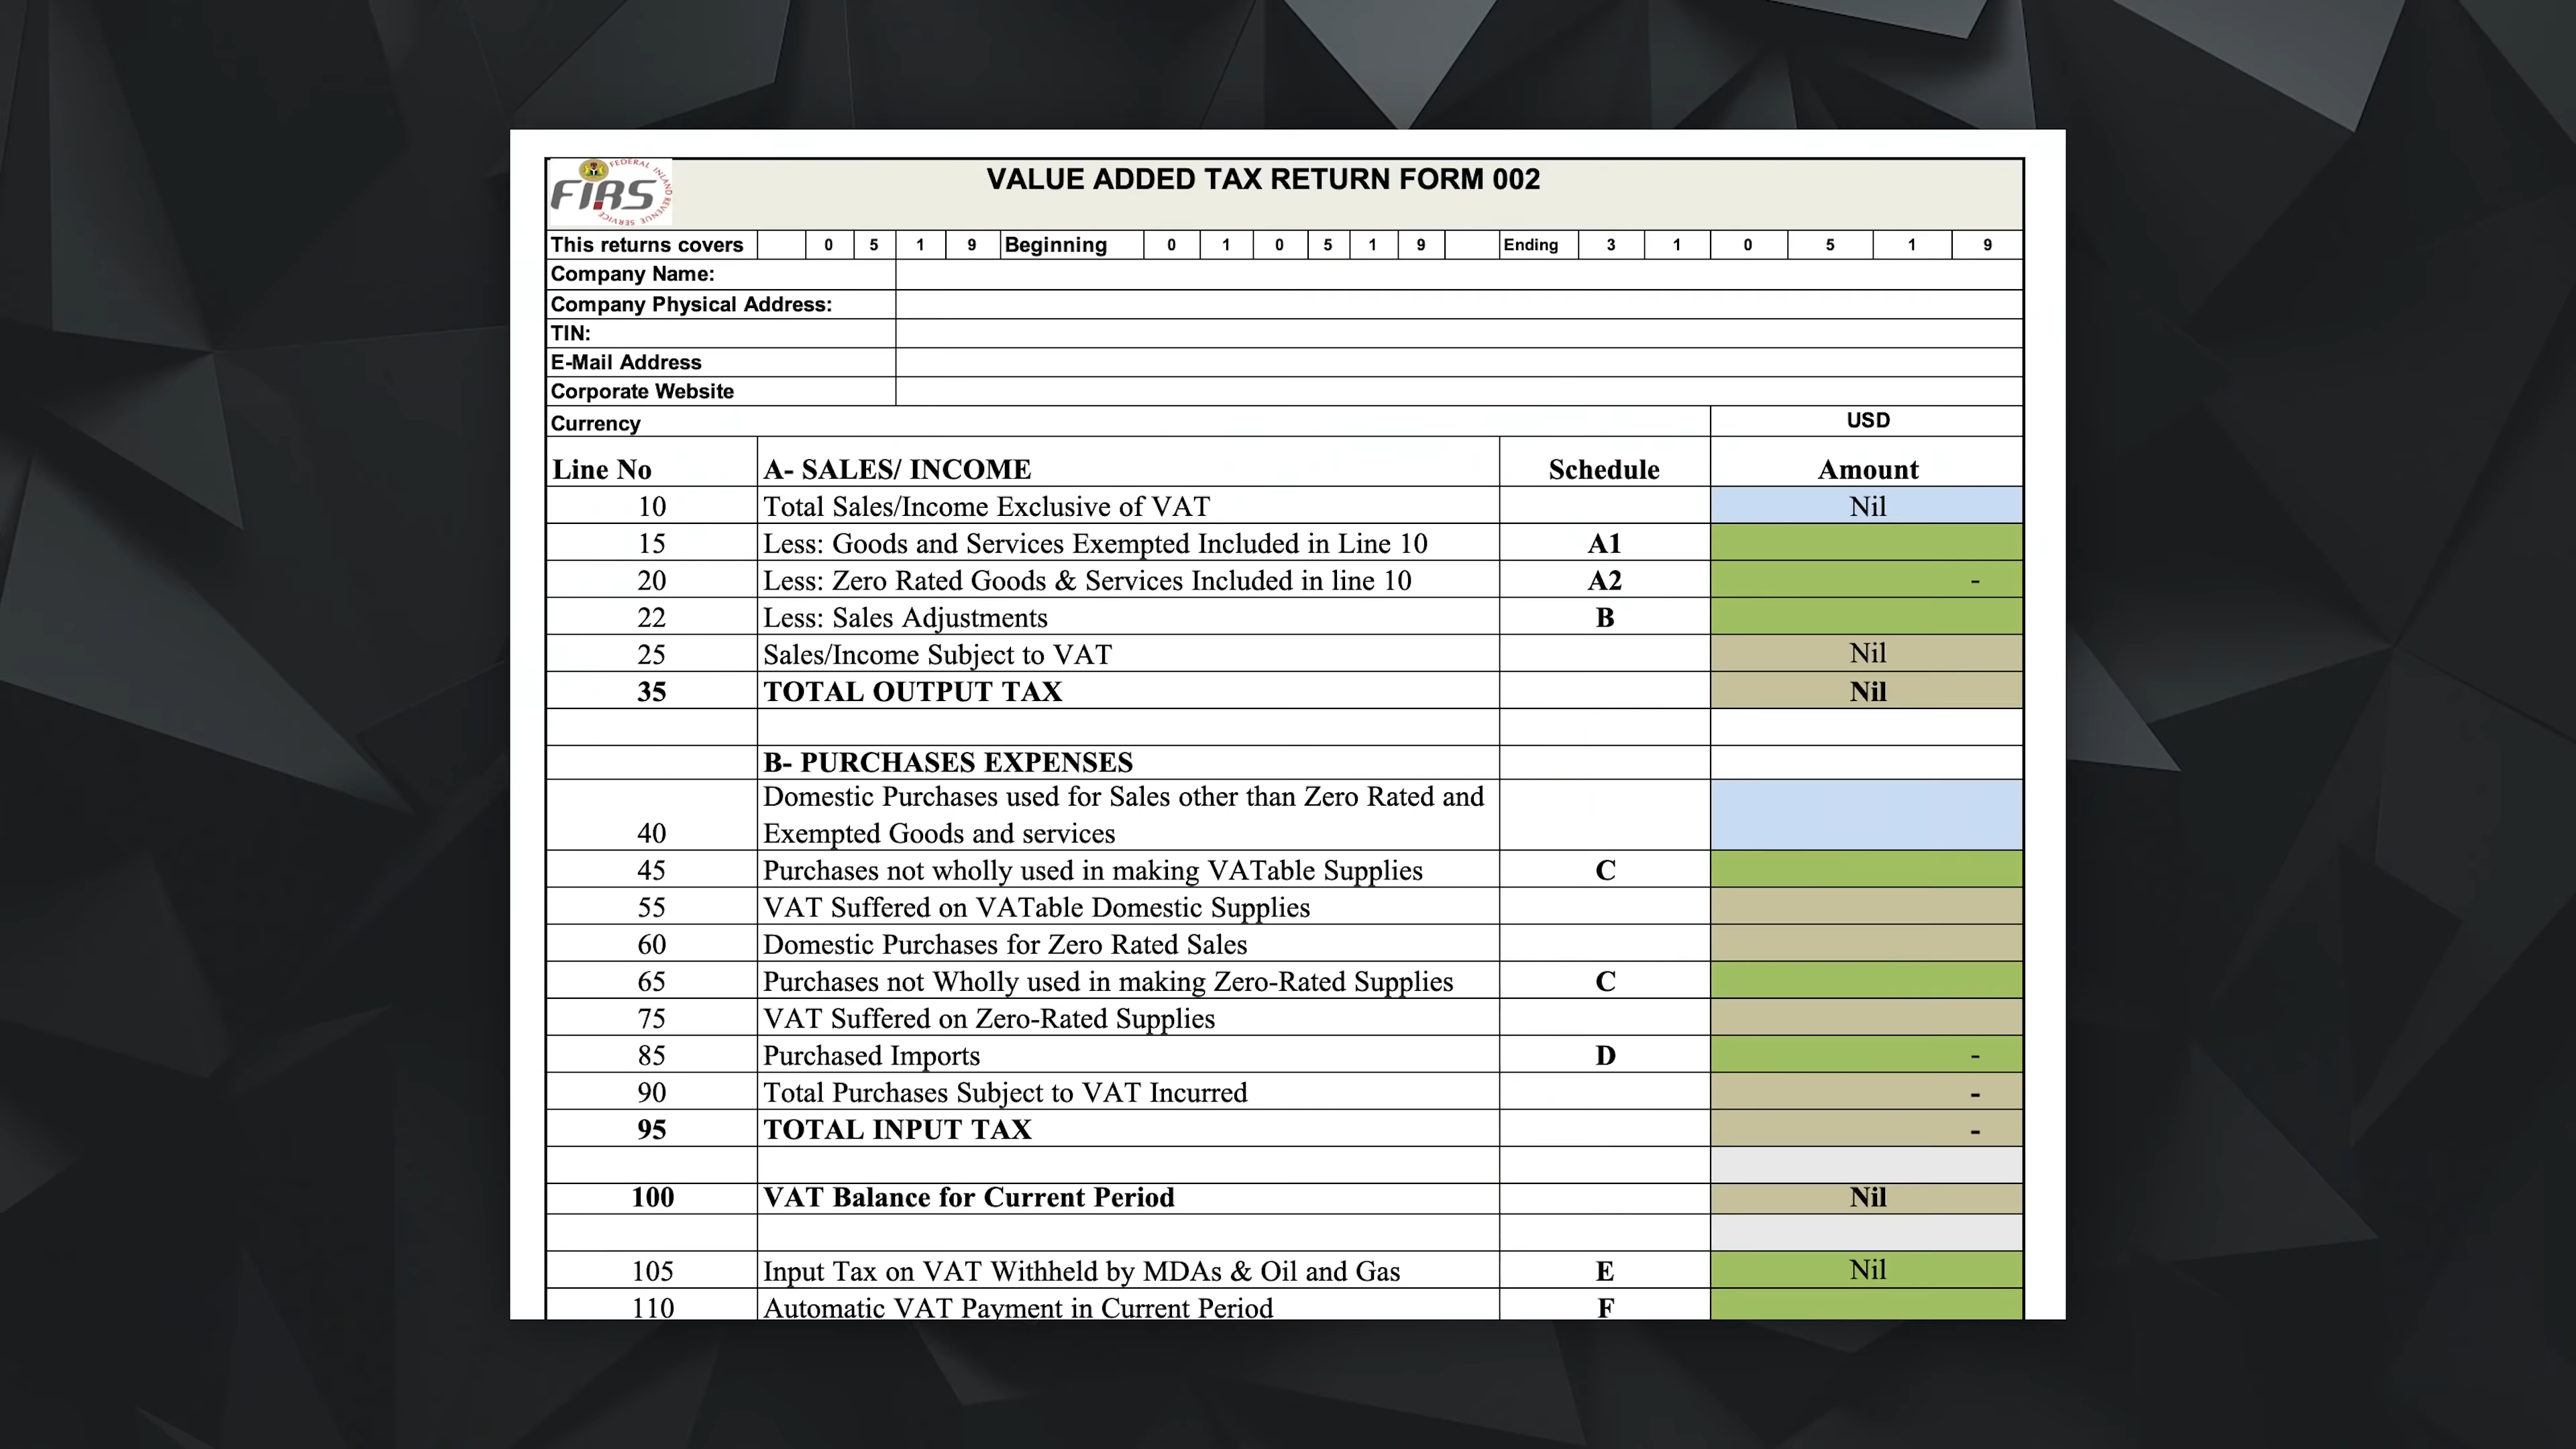 FEDERAL INLAND REVENUE SERVICE
FIRS
VALUE ADDED TAX RETURN FORM 002
This returns covers 0 5 1 9 Beginning 0 1 0 5 1 9 Ending 3 1 0 5 1 9
Company Name:
Company Physical Address:
TIN:
E-Mail Address
Corporate Website
Currency USD
Line No A- SALES/ INCOME Schedule Amount
10 Total Sales/Income Exclusive of VAT Nil
15 Less: Goods and Services Exempted Included in Line 10 A1
20 Less: Zero Rated Goods & Services Included in line 10 A2 -
22 Less: Sales Adjustments B
25 Sales/Income Subject to VAT Nil
35 TOTAL OUTPUT TAX Nil
B- PURCHASES EXPENSES
Domestic Purchases used for Sales other than Zero Rated and
40 Exempted Goods and services
45 Purchases not wholly used in making VATable Supplies C
55 VAT Suffered on VATable Domestic Supplies
60 Domestic Purchases for Zero Rated Sales
65 Purchases not Wholly used in making Zero-Rated Supplies C
75 VAT Suffered on Zero-Rated Supplies
85 Purchased Imports D -
90 Total Purchases Subject to VAT Incurred -
95 TOTAL INPUT TAX -
100 VAT Balance for Current Period Nil
105 Input Tax on VAT Withheld by MDAs & Oil and Gas E Nil
110 Automatic VAT Payment in Current Period F